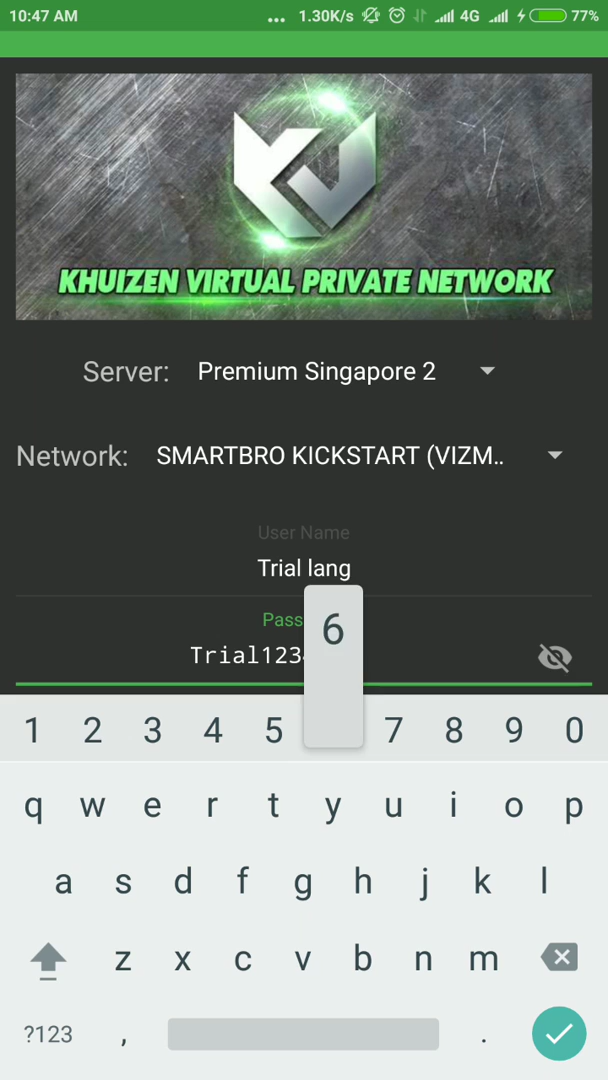 10:47 AM ... 1.30K/s 4G 77%
KHUIZEN VIRTUAL PRIVATE NETWORK
Server: Premium Singapore 2
Network: SMARTBRO KICKSTART (VIZM..
User Name
Trial lang
Pass
Trial123
6
1 2 3 4 5 7 8 9 0
q w e r t y u i o p
a s d f g h j k l
z x c v b n m
?123 , .